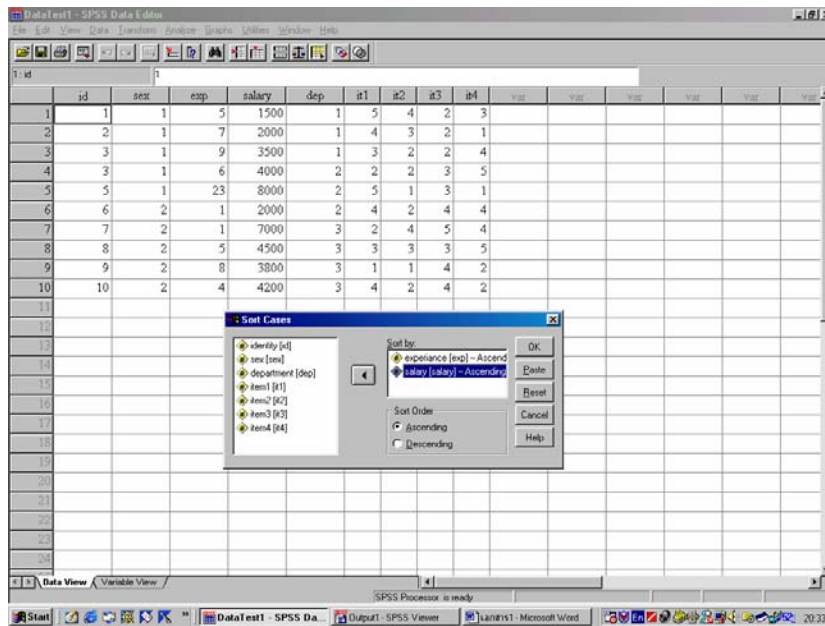 DataTest1 - SPSS Data Editor
File Edit View Data Transform Analyze Graphs Utilities Window Help
1 : id 1
id sex exp salary dep it1 it2 it3 it4 var var var var var var
1 1 1 5 1500 1 5 4 2 3
2 2 1 7 2000 1 4 3 2 1
3 3 1 9 3500 1 3 2 2 4
4 3 1 6 4000 2 2 2 3 5
5 5 1 23 8000 2 5 1 3 1
6 6 2 1 2000 2 4 2 4 4
7 7 2 1 7000 3 2 4 5 4
8 8 2 5 4500 3 3 3 3 5
9 9 2 8 3800 3 1 1 4 2
10 10 2 4 4200 3 4 2 4 2
11
12
13
14
15
16
17
18
19
20
21
22
23
24
Sort Cases
identity [id]
sex [sex]
department [dep]
item1 [it1]
item2 [it2]
item3 [it3]
item4 [it4]
Sort by:
experiance [exp] -- Ascend
salary [salary] -- Ascending
Sort Order
Ascending
Descending
OK
Paste
Reset
Cancel
Help
Data View Variable View
SPSS Processor is ready
Start DataTest1 - SPSS Da... Output1 - SPSS Viewer - Microsoft Word En 20:33